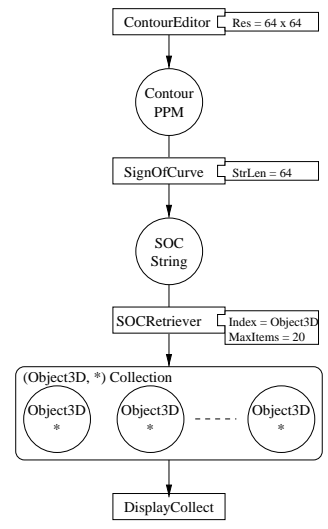 ContourEditor
Res = 64 x 64
Contour
PPM
SignOfCurve
StrLen = 64
SOC
String
SOCRetriever
Index = Object3D
MaxItems = 20
(Object3D, *) Collection
Object3D
*
Object3D
*
Object3D
*
DisplayCollect